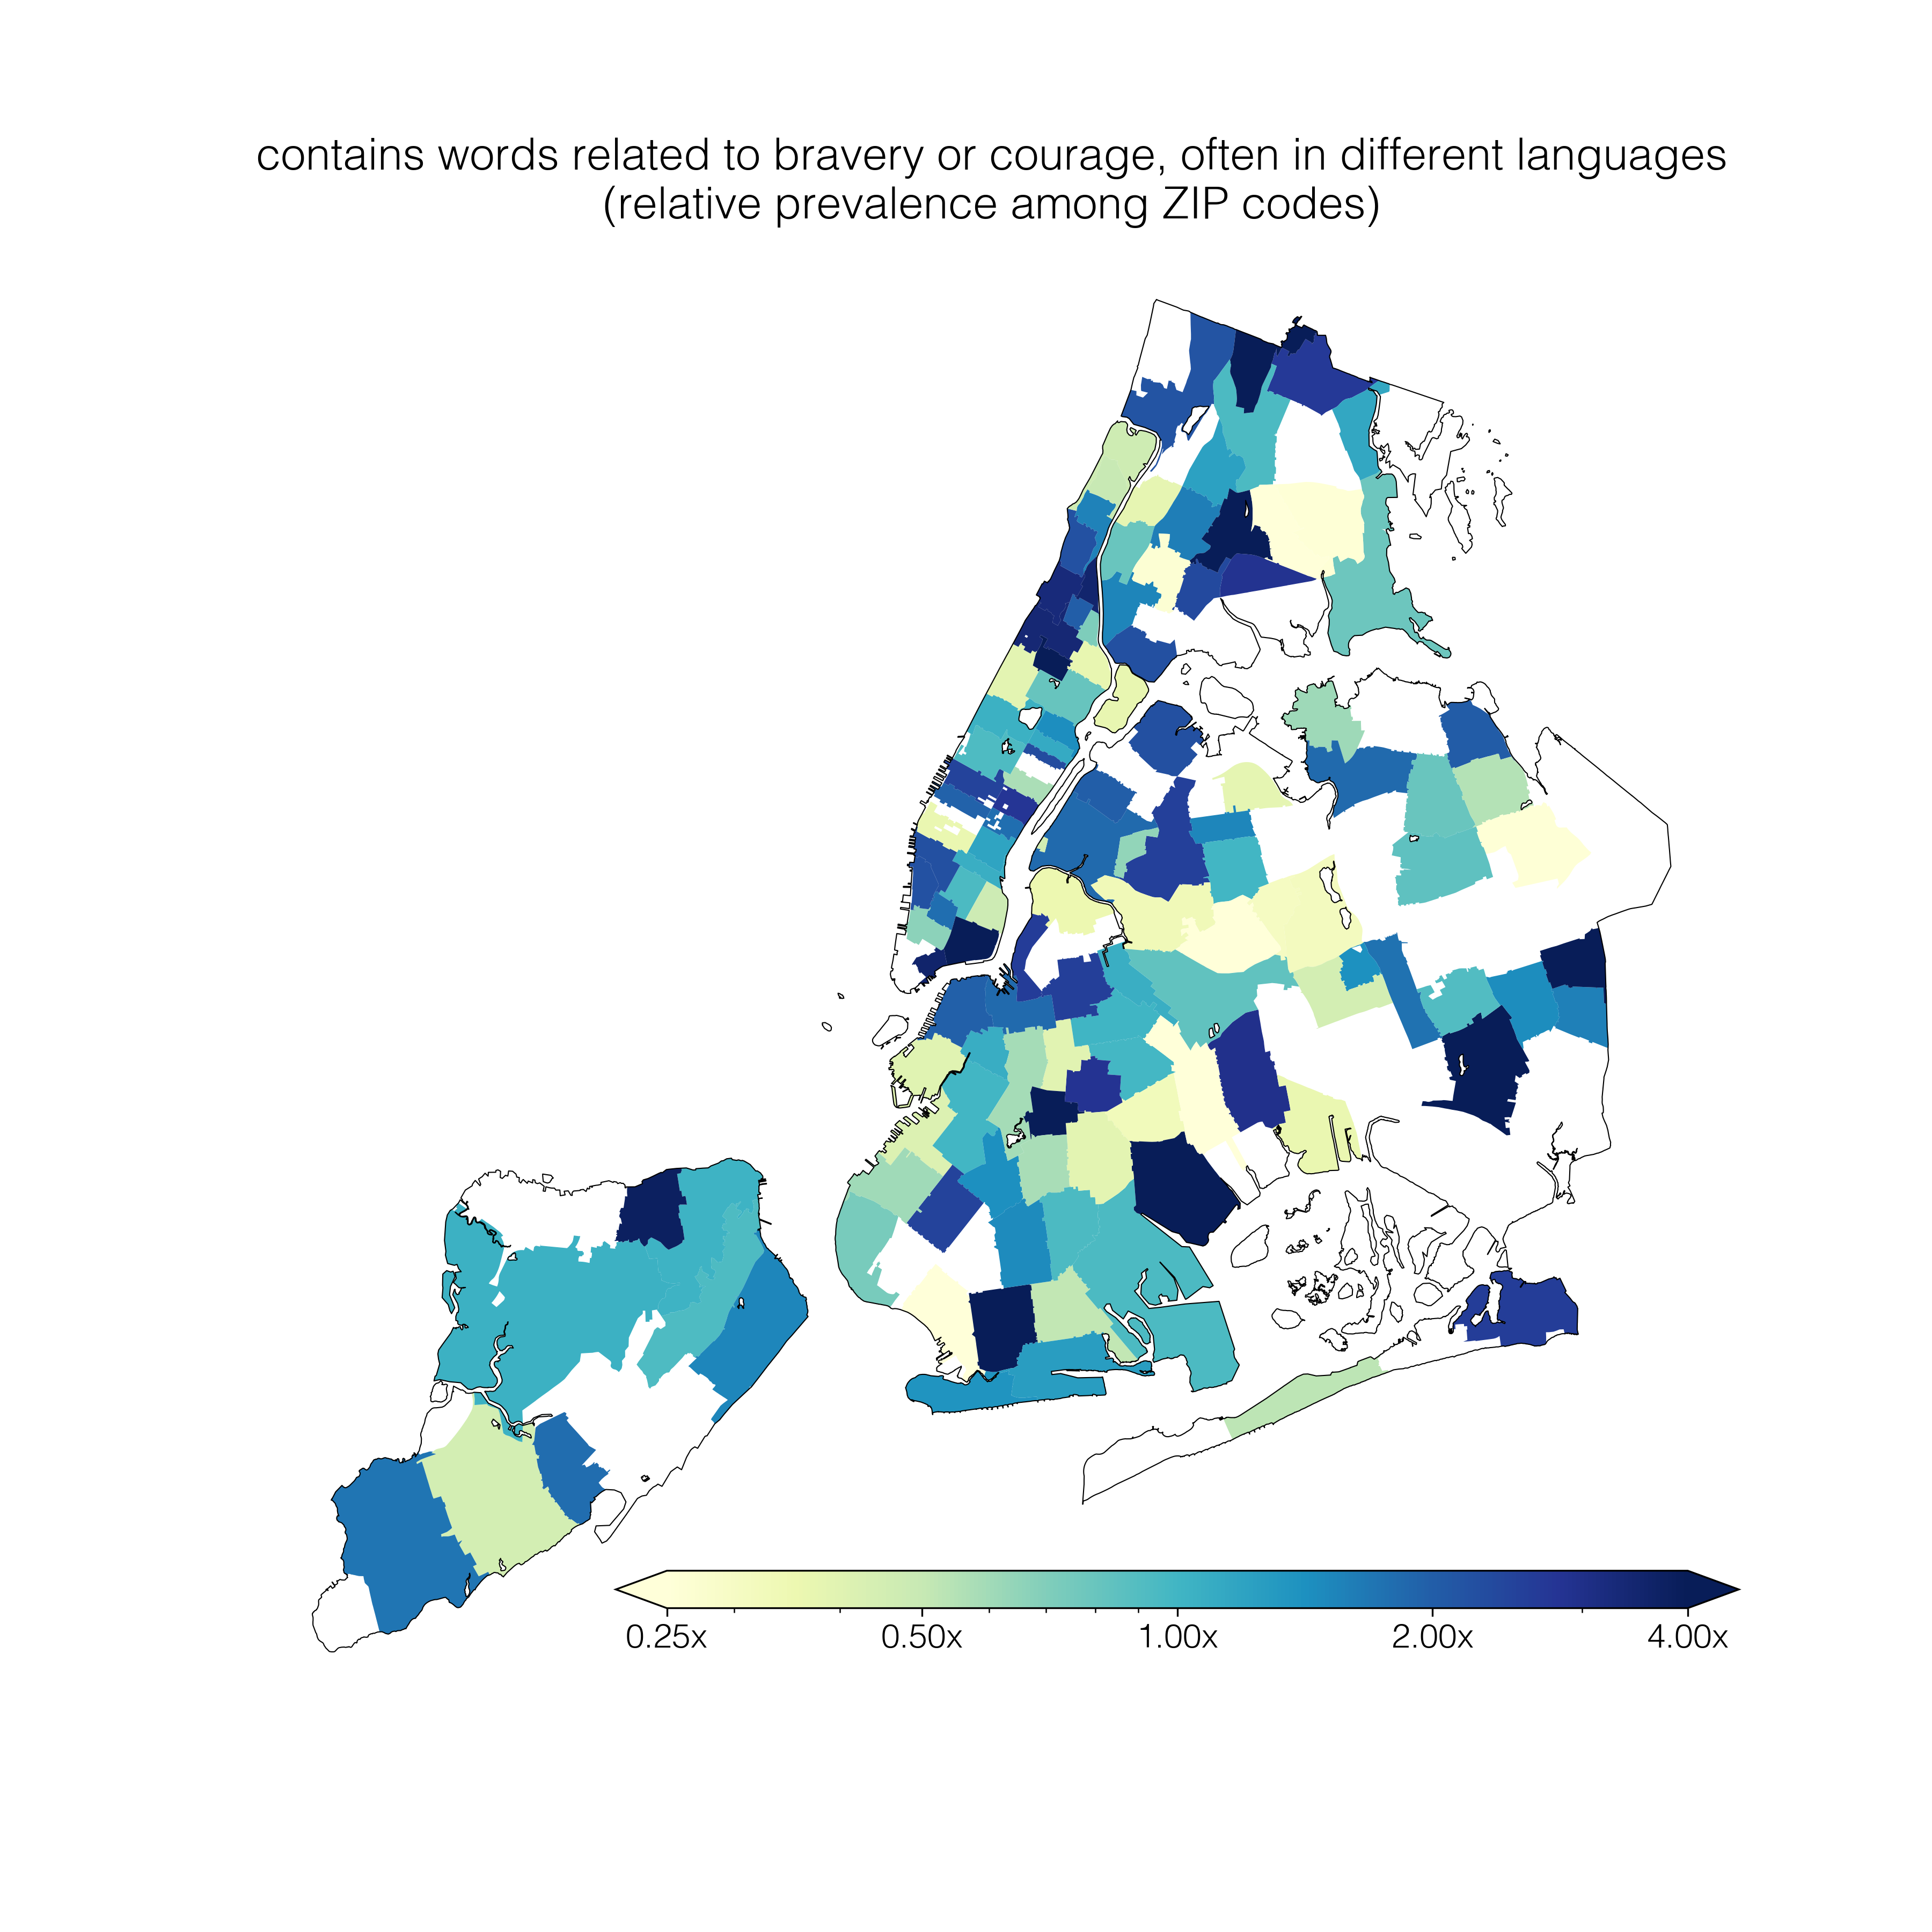 contains words related to bravery or courage, often in different languages
(relative prevalence among ZIP codes)
0.25x 0.50x 1.00x 2.00x 4.00x